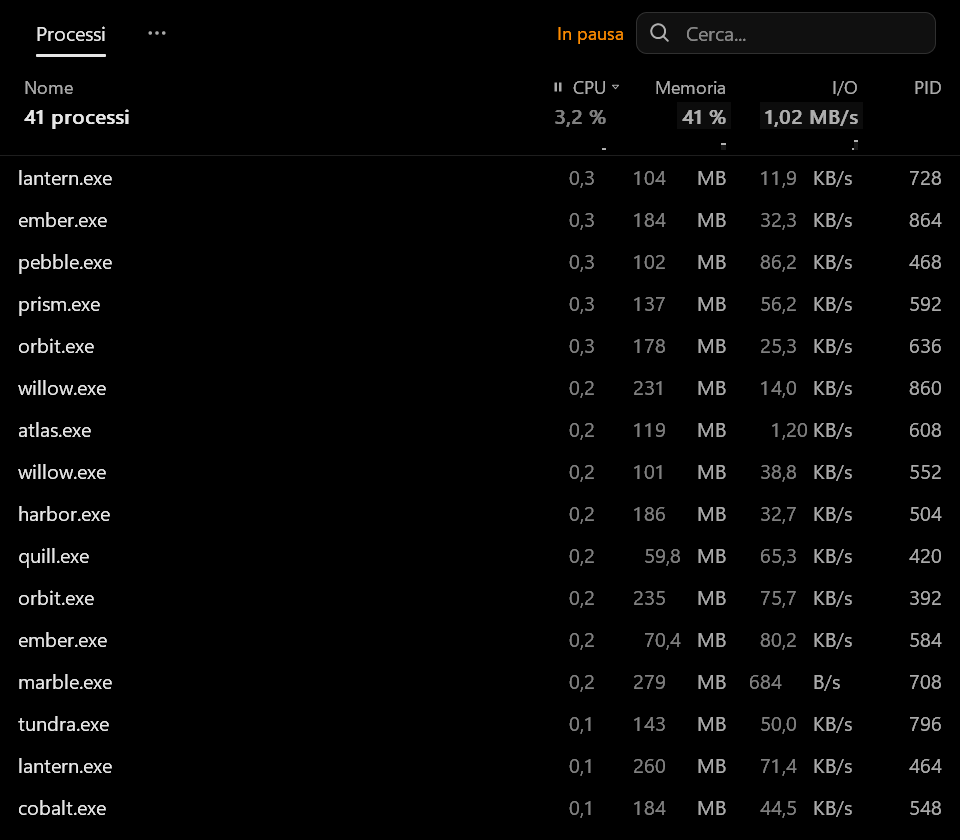 Processi ··· In pausa Cerca...
Nome CPU Memoria I/O PID
41 processi 3,2 % 41 % 1,02 MB/s
lantern.exe 0,3 104 MB 11,9 KB/s 728
ember.exe 0,3 184 MB 32,3 KB/s 864
pebble.exe 0,3 102 MB 86,2 KB/s 468
prism.exe 0,3 137 MB 56,2 KB/s 592
orbit.exe 0,3 178 MB 25,3 KB/s 636
willow.exe 0,2 231 MB 14,0 KB/s 860
atlas.exe 0,2 119 MB 1,20 KB/s 608
willow.exe 0,2 101 MB 38,8 KB/s 552
harbor.exe 0,2 186 MB 32,7 KB/s 504
quill.exe 0,2 59,8 MB 65,3 KB/s 420
orbit.exe 0,2 235 MB 75,7 KB/s 392
ember.exe 0,2 70,4 MB 80,2 KB/s 584
marble.exe 0,2 279 MB 684 B/s 708
tundra.exe 0,1 143 MB 50,0 KB/s 796
lantern.exe 0,1 260 MB 71,4 KB/s 464
cobalt.exe 0,1 184 MB 44,5 KB/s 548